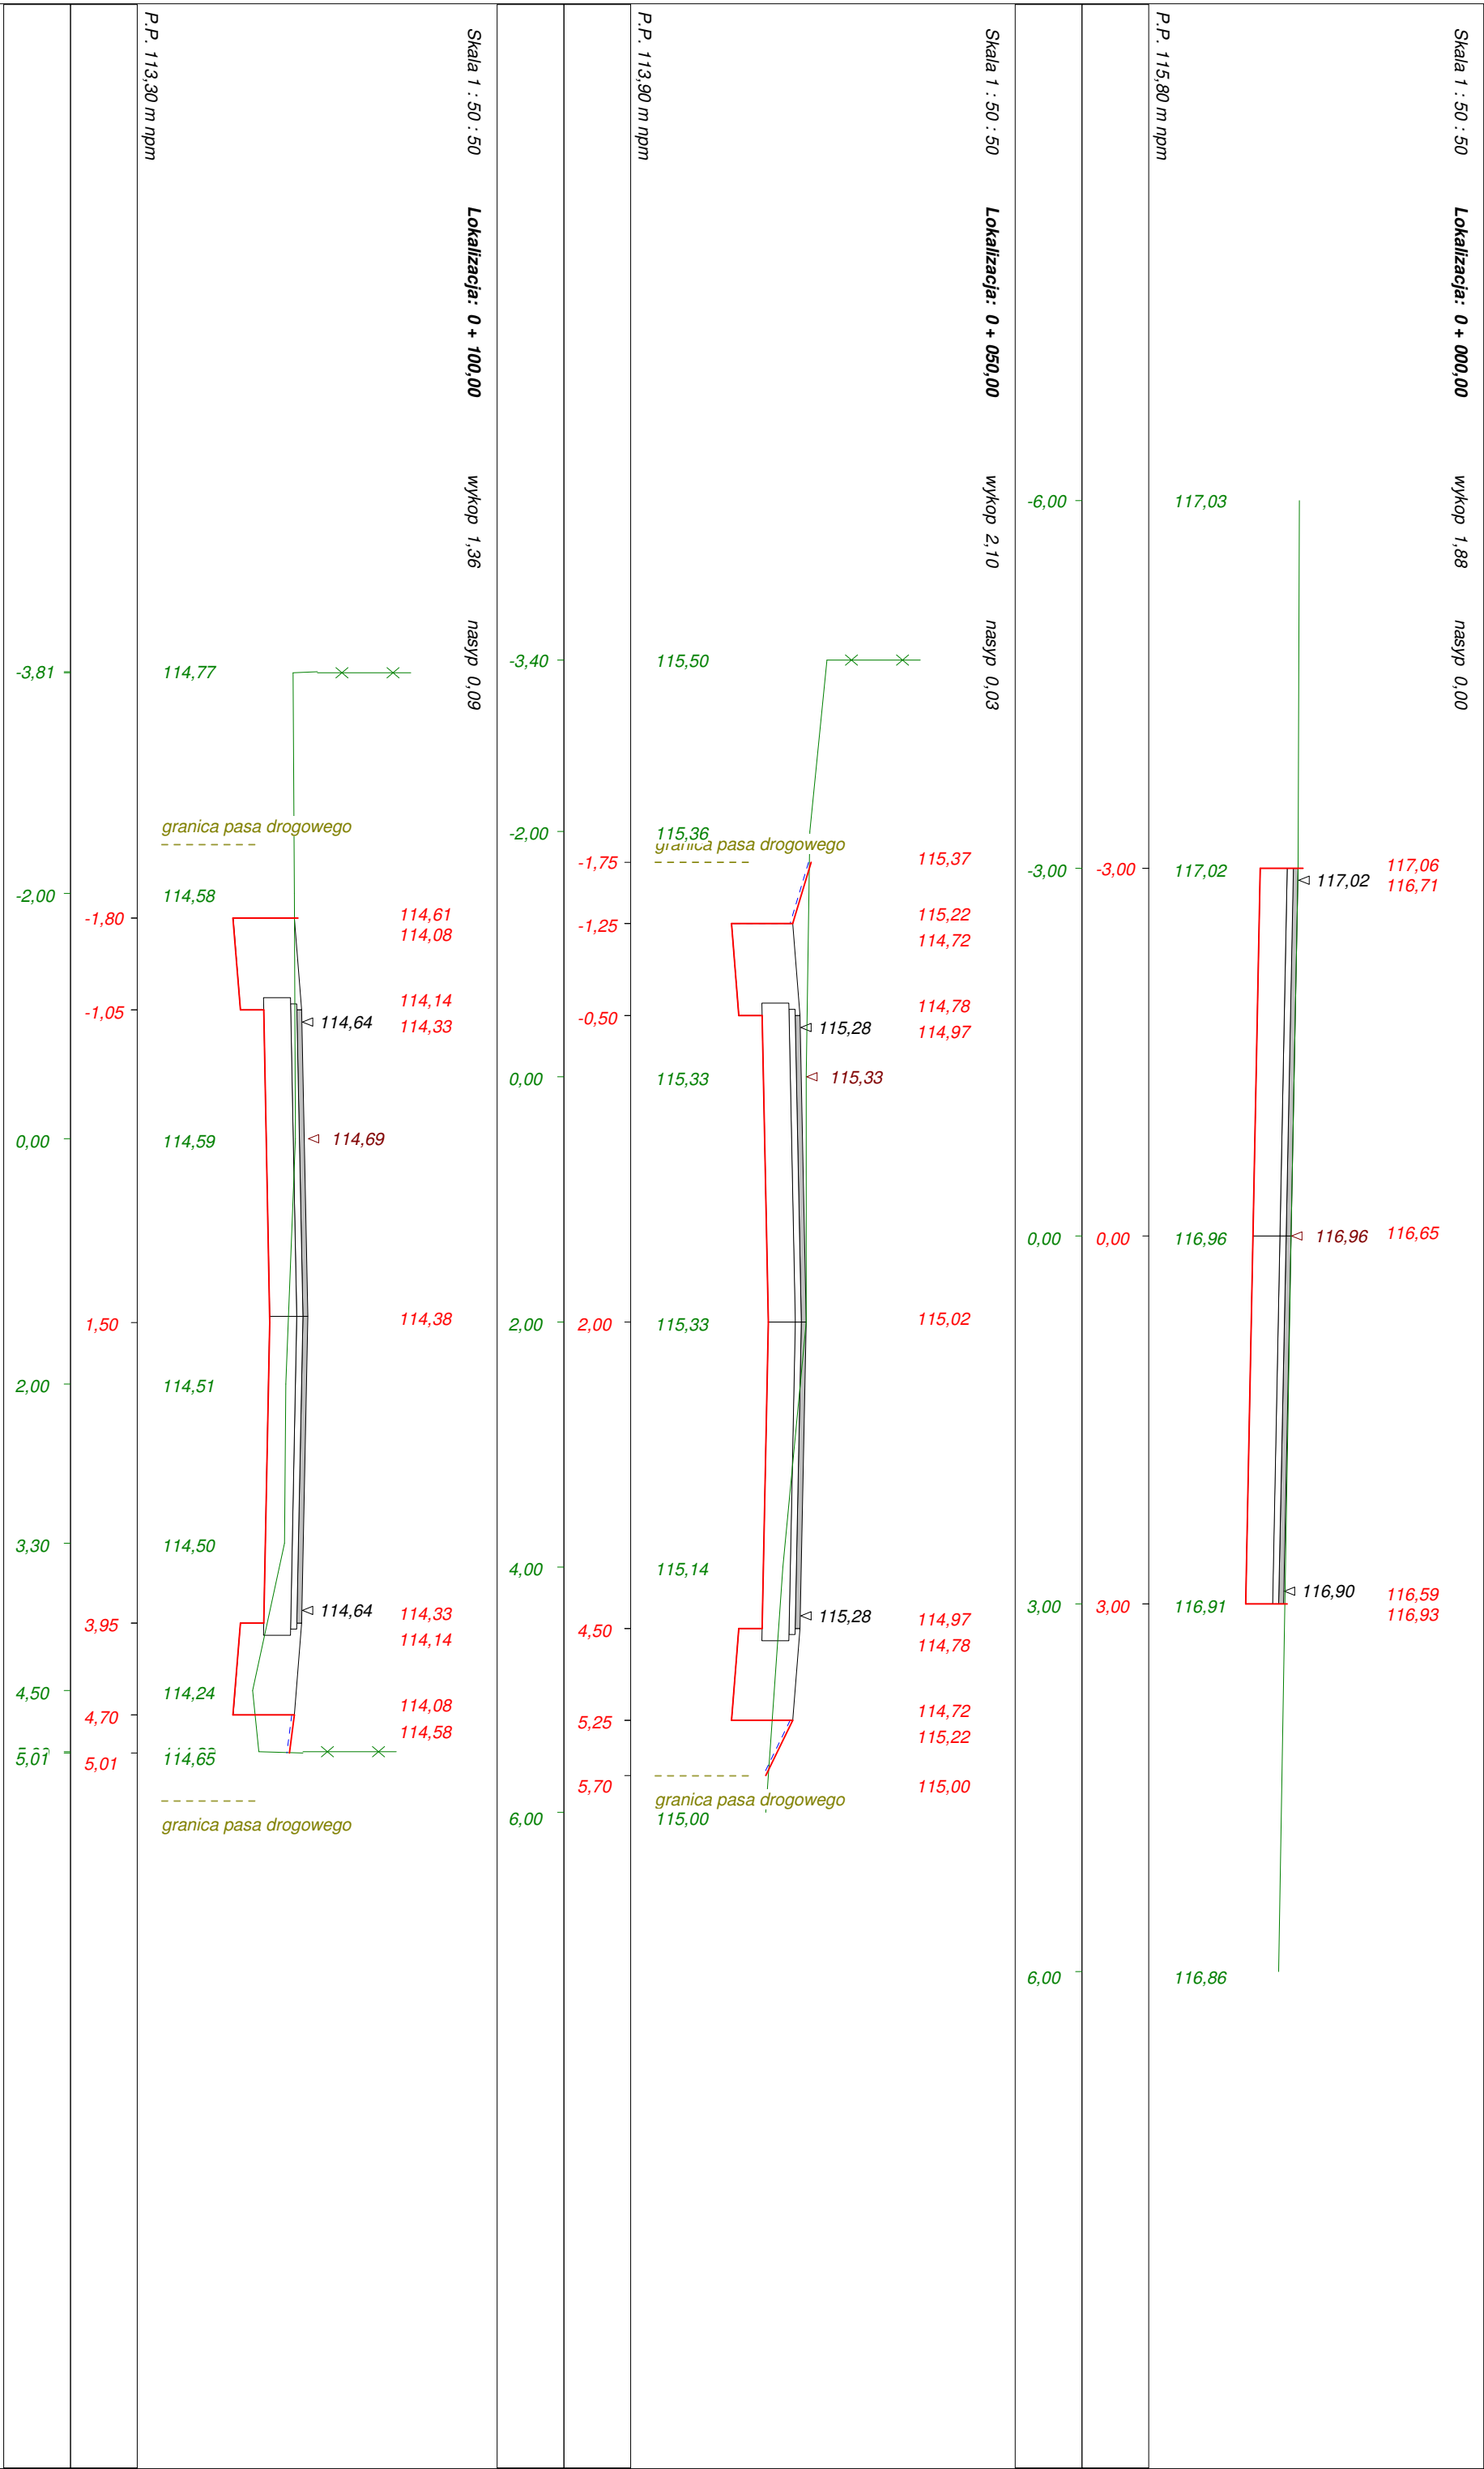 Skala 1 : 50 : 50 Lokalizacja: 0 + 000,00 wykop 1,88 nasyp 0,00
117,06 116,65 116,59
116,71 116,93
117,02 116,96 116,90
117,03 117,02 116,96 116,91 116,86
P.P. 115,80 m npm
-3,00 0,00 3,00
-6,00 -3,00 0,00 3,00 6,00
Skala 1 : 50 : 50 Lokalizacja: 0 + 050,00 wykop 2,10 nasyp 0,03
115,37 115,22 114,72 114,78 114,97 115,02 114,97 114,78 114,72 115,22 115,00
115,28 115,33 115,28
granica pasa drogowego granica pasa drogowego
115,50 115,36 115,33 115,33 115,14 115,00
P.P. 113,90 m npm
-1,75 -1,25 -0,50 2,00 4,50 5,25 5,70
-3,40 -2,00 0,00 2,00 4,00 6,00
Skala 1 : 50 : 50 Lokalizacja: 0 + 100,00 wykop 1,36 nasyp 0,09
114,61 114,08 114,14 114,33 114,38 114,33 114,14 114,08 114,58
114,64 114,69 114,64
granica pasa drogowego granica pasa drogowego
114,77 114,58 114,59 114,51 114,50 114,24 114,65
P.P. 113,30 m npm
-1,80 -1,05 1,50 3,95 4,70 5,01
-3,81 -2,00 0,00 2,00 3,30 4,50 5,01